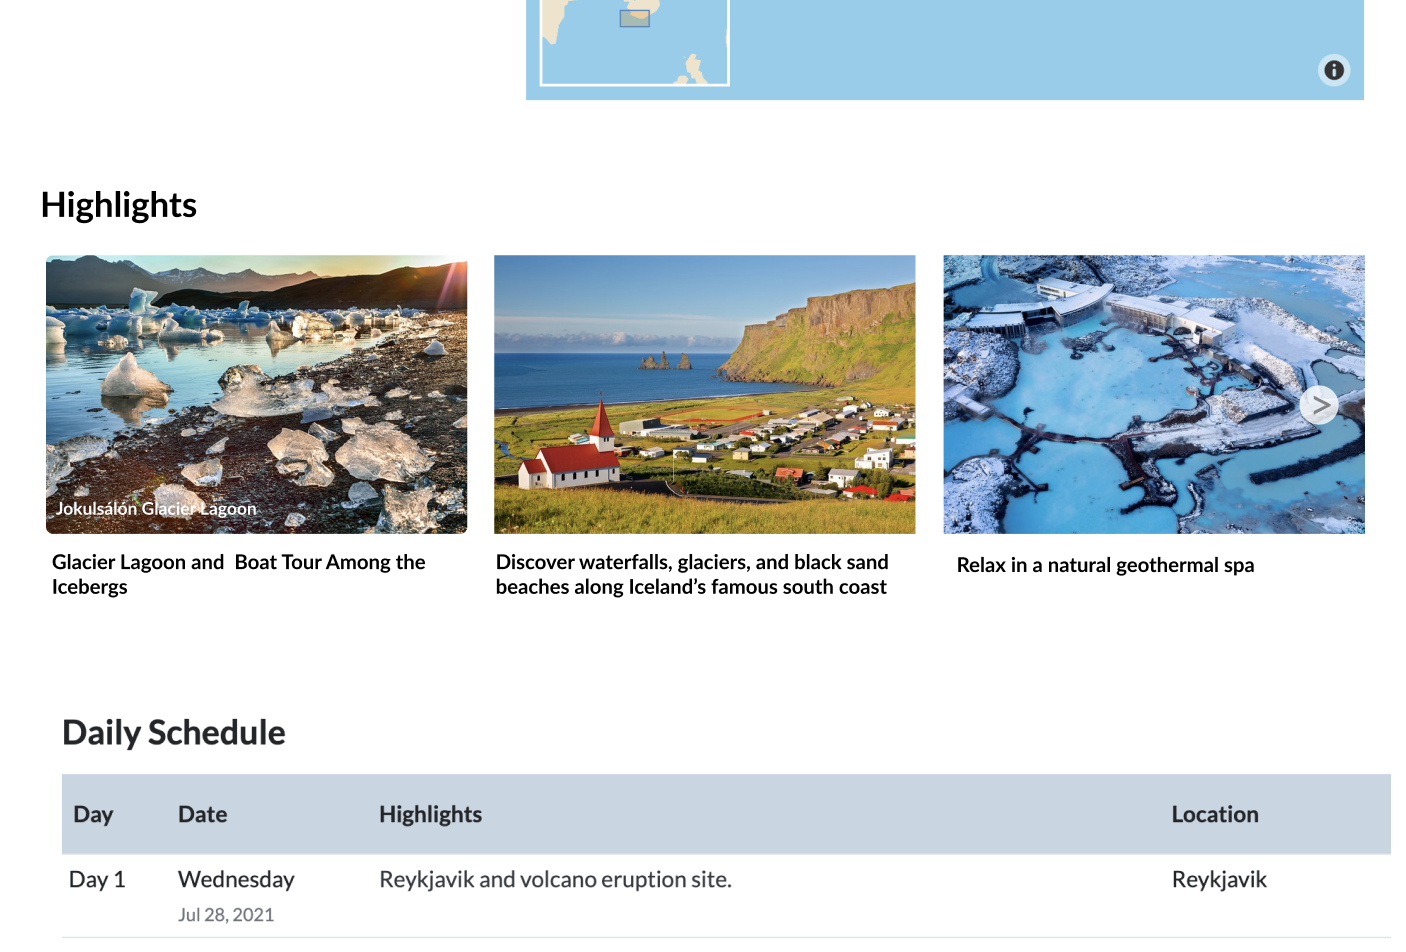 Highlights
Jokulsálón Glacier Lagoon
Glacier Lagoon and  Boat Tour Among the
Icebergs
Discover waterfalls, glaciers, and black sand
beaches along Iceland’s famous south coast
Relax in a natural geothermal spa
Daily Schedule
Day Date Highlights Location
Day 1 Wednesday Reykjavik and volcano eruption site. Reykjavik
Jul 28, 2021